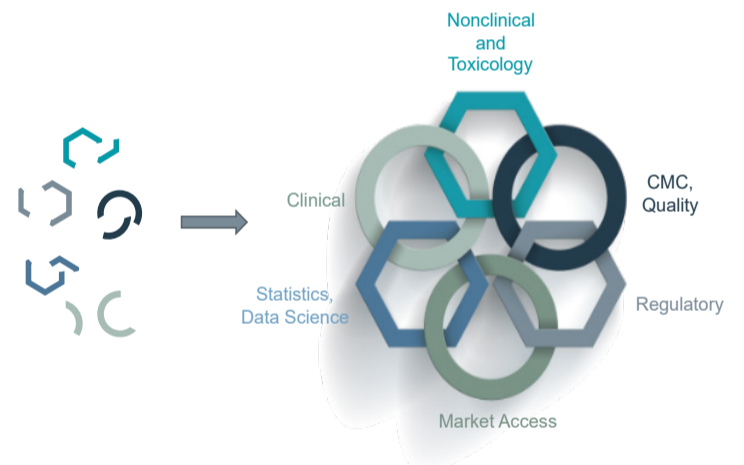 Nonclinical
and
Toxicology
Clinical
CMC,
Quality
Statistics,
Data Science
Regulatory
Market Access